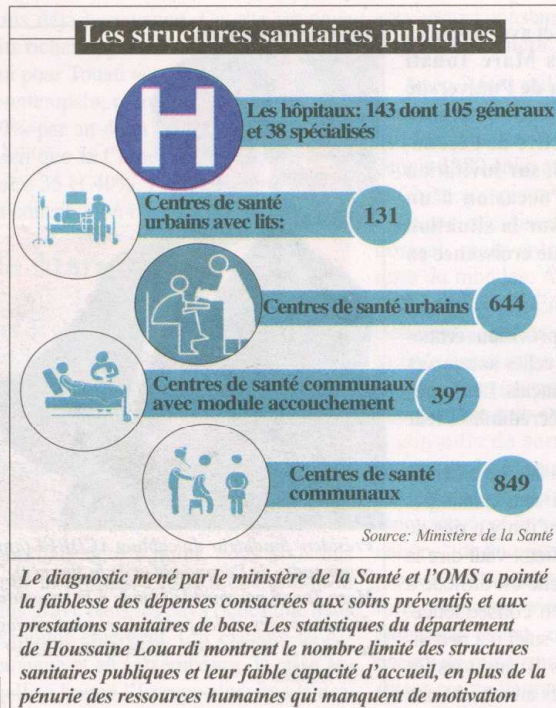 Les structures sanitaires publiques
H
Les hôpitaux: 143 dont 105 généraux
et 38 spécialisés
Centres de santé
urbains avec lits:
131
Centres de santé urbains
644
Centres de santé communaux
avec module accouchement
397
Centres de santé
communaux
849
Source: Ministère de la Santé
Le diagnostic mené par le ministère de la Santé et l'OMS a pointé
la faiblesse des dépenses consacrées aux soins préventifs et aux
prestations sanitaires de base. Les statistiques du département
de Houssaine Louardi montrent le nombre limité des structures
sanitaires publiques et leur faible capacité d'accueil, en plus de la
pénurie des ressources humaines qui manquent de motivation